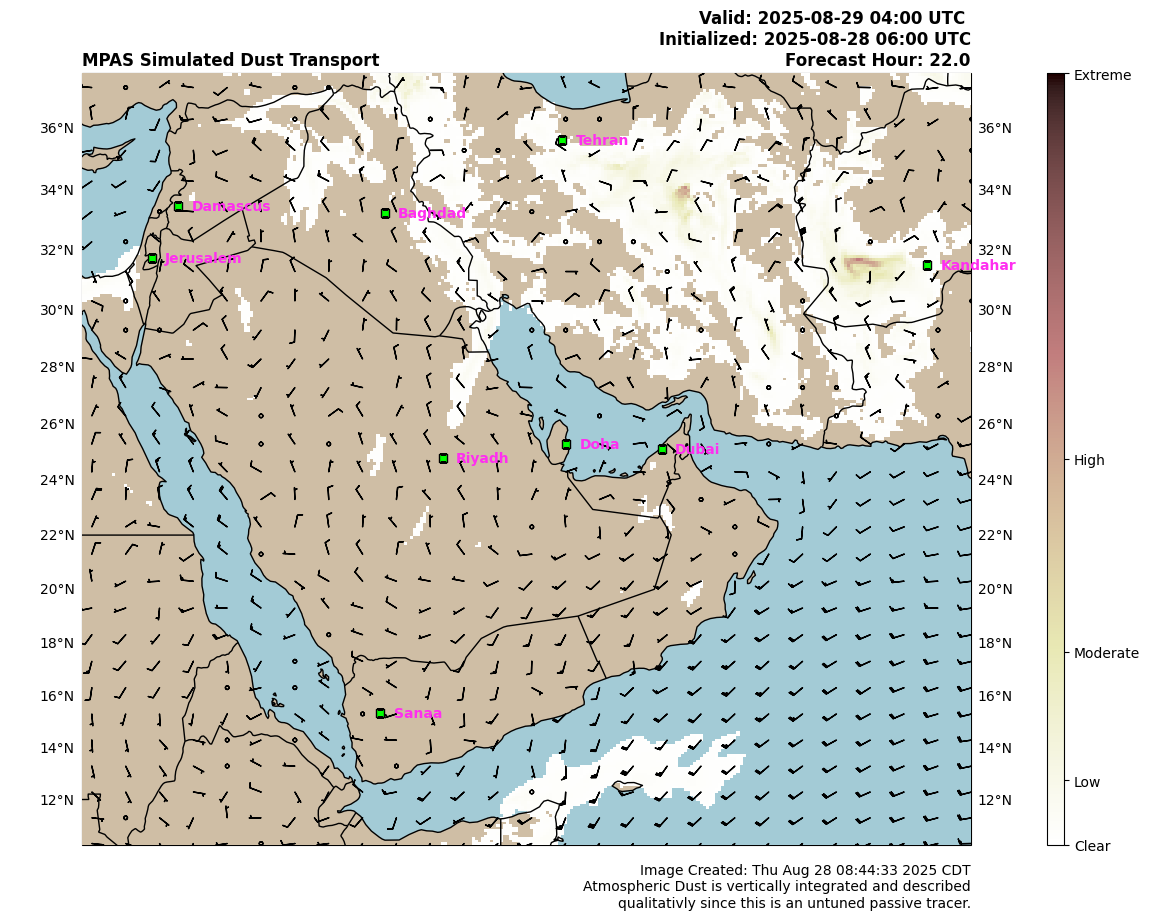 Valid: 2025-08-29 04:00 UTC
Initialized: 2025-08-28 06:00 UTC
MPAS Simulated Dust Transport
Forecast Hour: 22.0
Extreme
36°N
36°N
Tehran
34°N
34°N
Damascus
Baghdad
32°N
32°N
Jerusalem
Kandahar
30°N
30°N
28°N
28°N
26°N
26°N
Doha
Dubai
Riyadh
High
24°N
24°N
22°N
22°N
20°N
20°N
18°N
18°N
Moderate
16°N
16°N
Sanaa
14°N
14°N
Low
12°N
12°N
Clear
Image Created: Thu Aug 28 08:44:33 2025 CDT
Atmospheric Dust is vertically integrated and described
qualitativly since this is an untuned passive tracer.